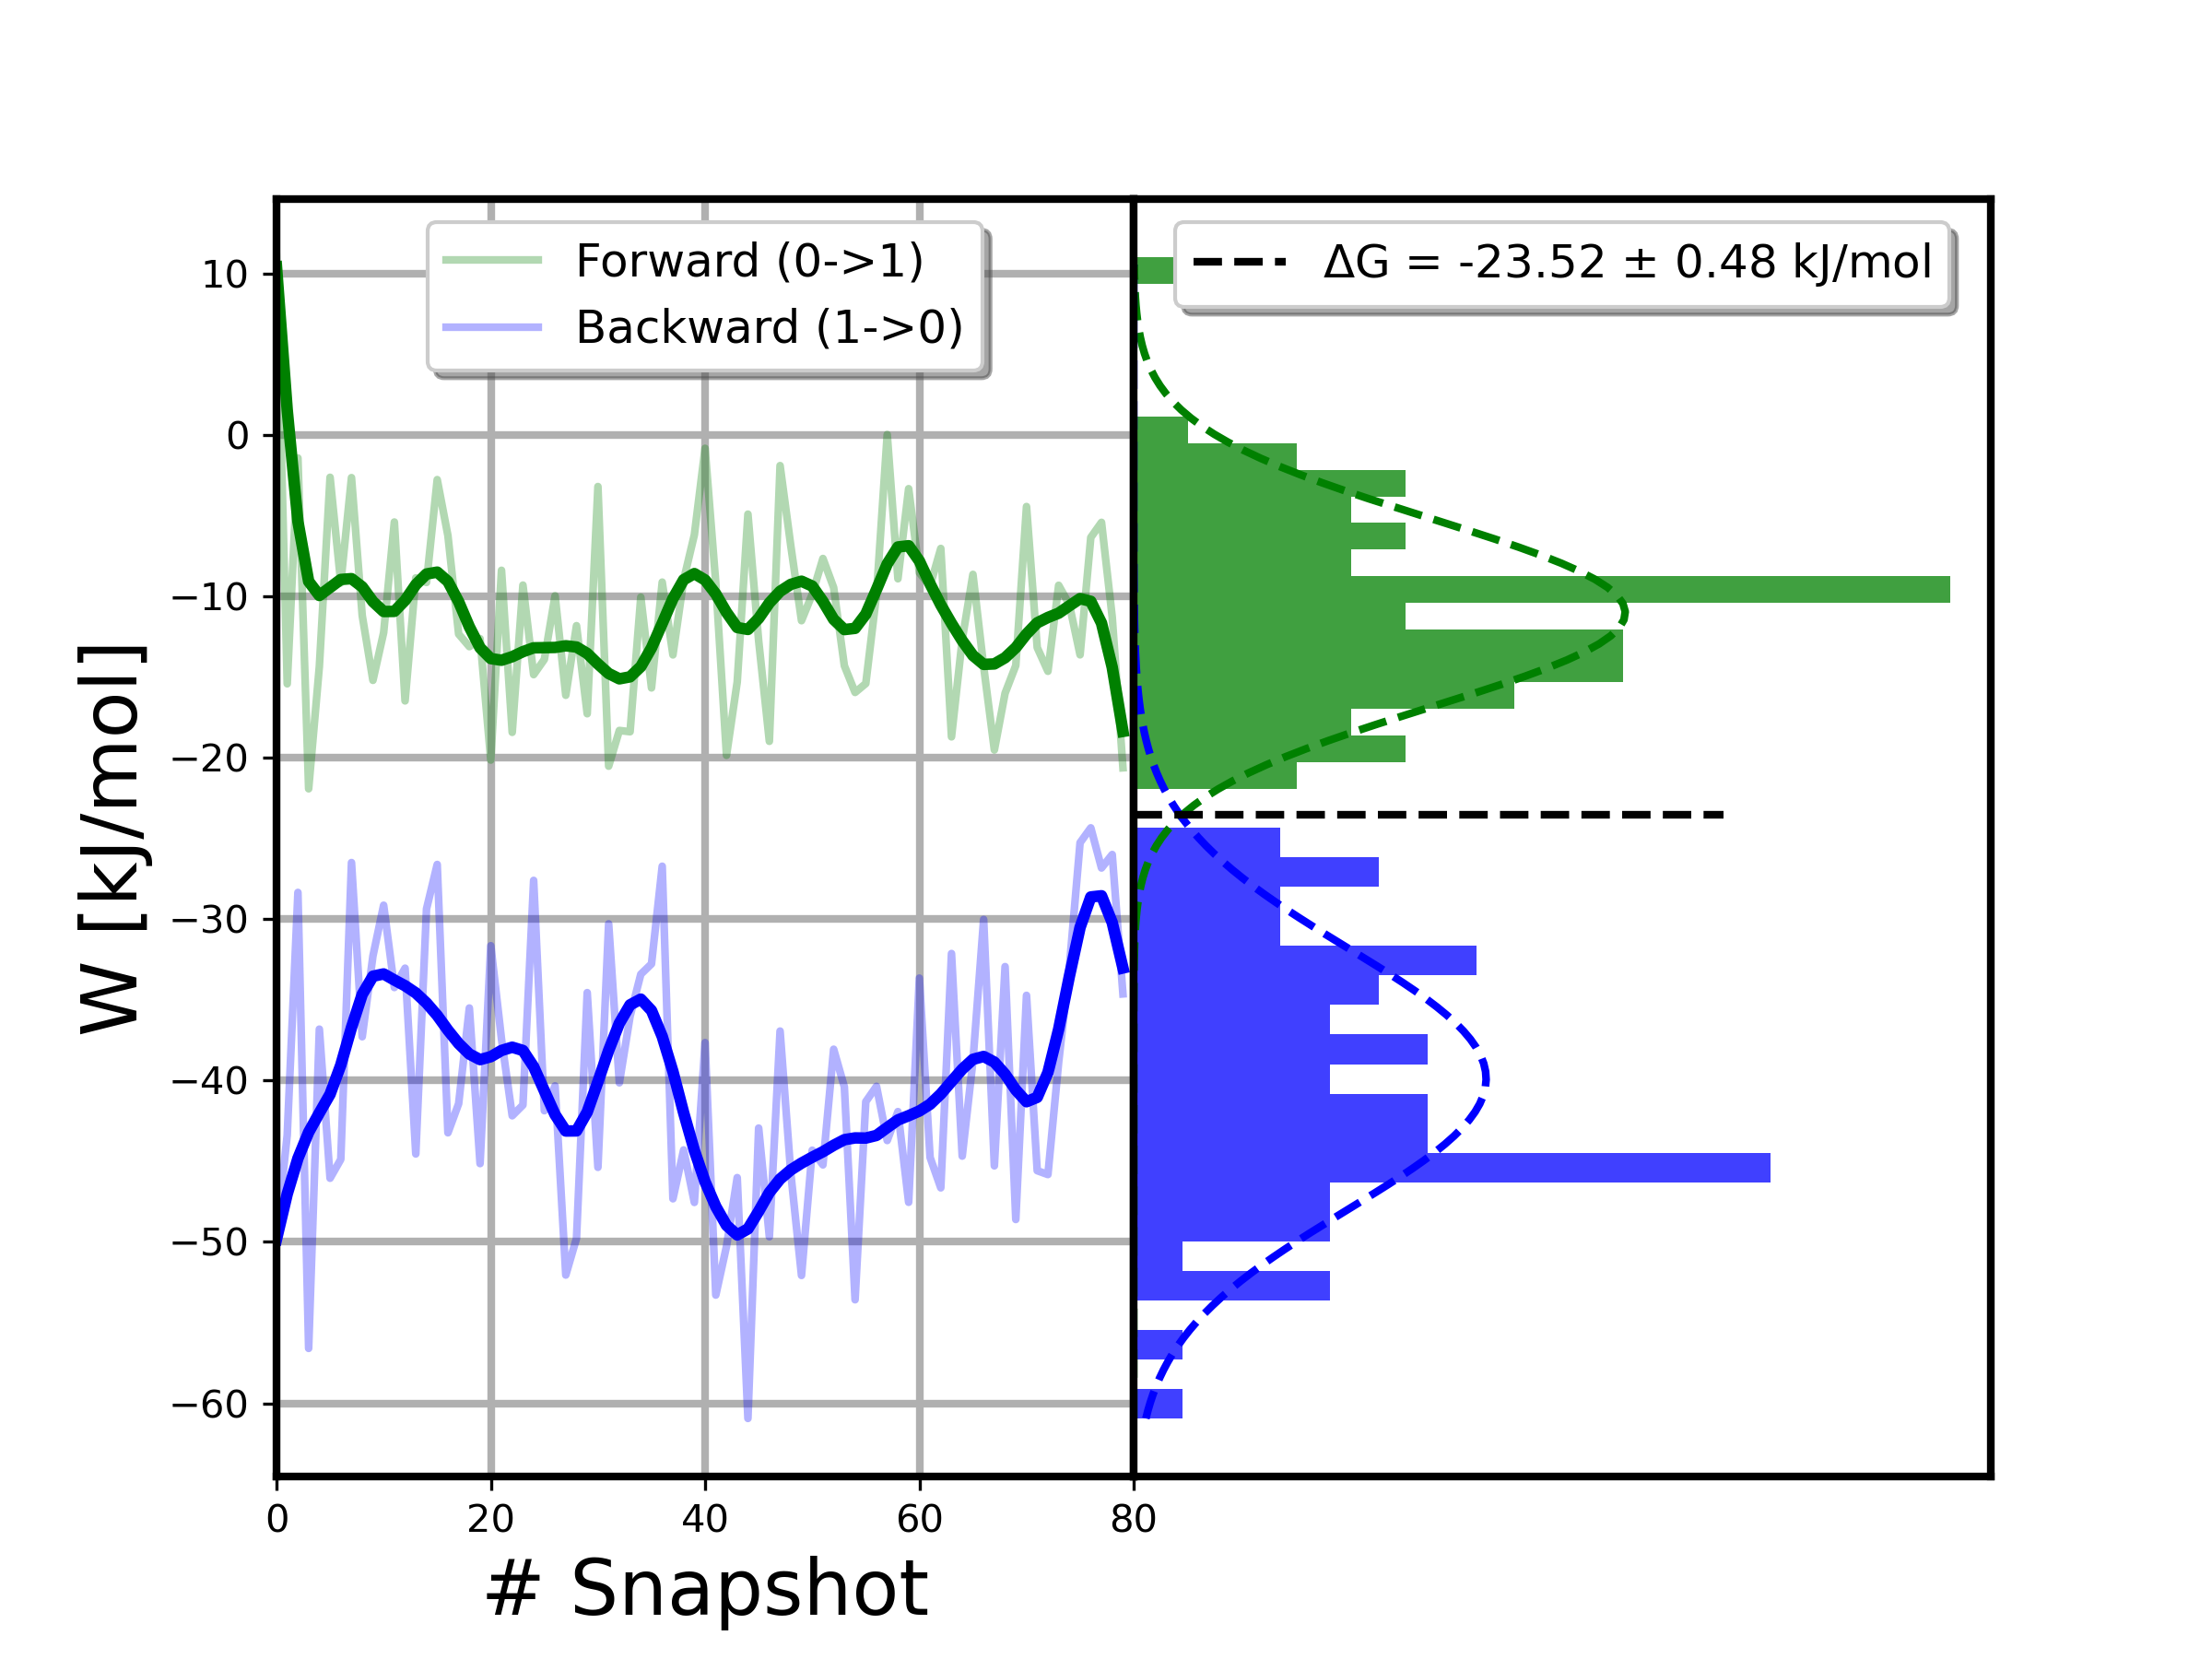 Forward (0->1)
Backward (1->0)
ΔG = -23.52 ± 0.48 kJ/mol
W [kJ/mol]
10
0
−10
−20
−30
−40
−50
−60
0
20
40
60
80
# Snapshot